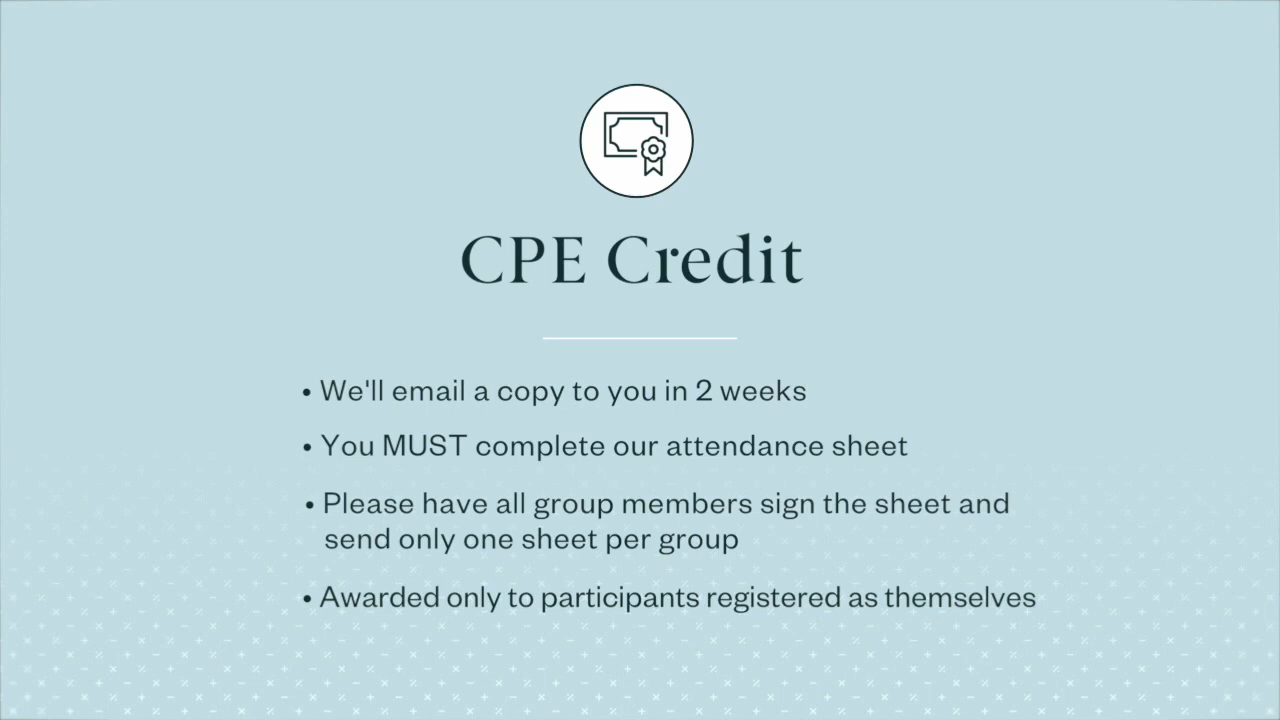 CPE Credit
• We'll email a copy to you in 2 weeks
• You MUST complete our attendance sheet
• Please have all group members sign the sheet and
send only one sheet per group
• Awarded only to participants registered as themselves